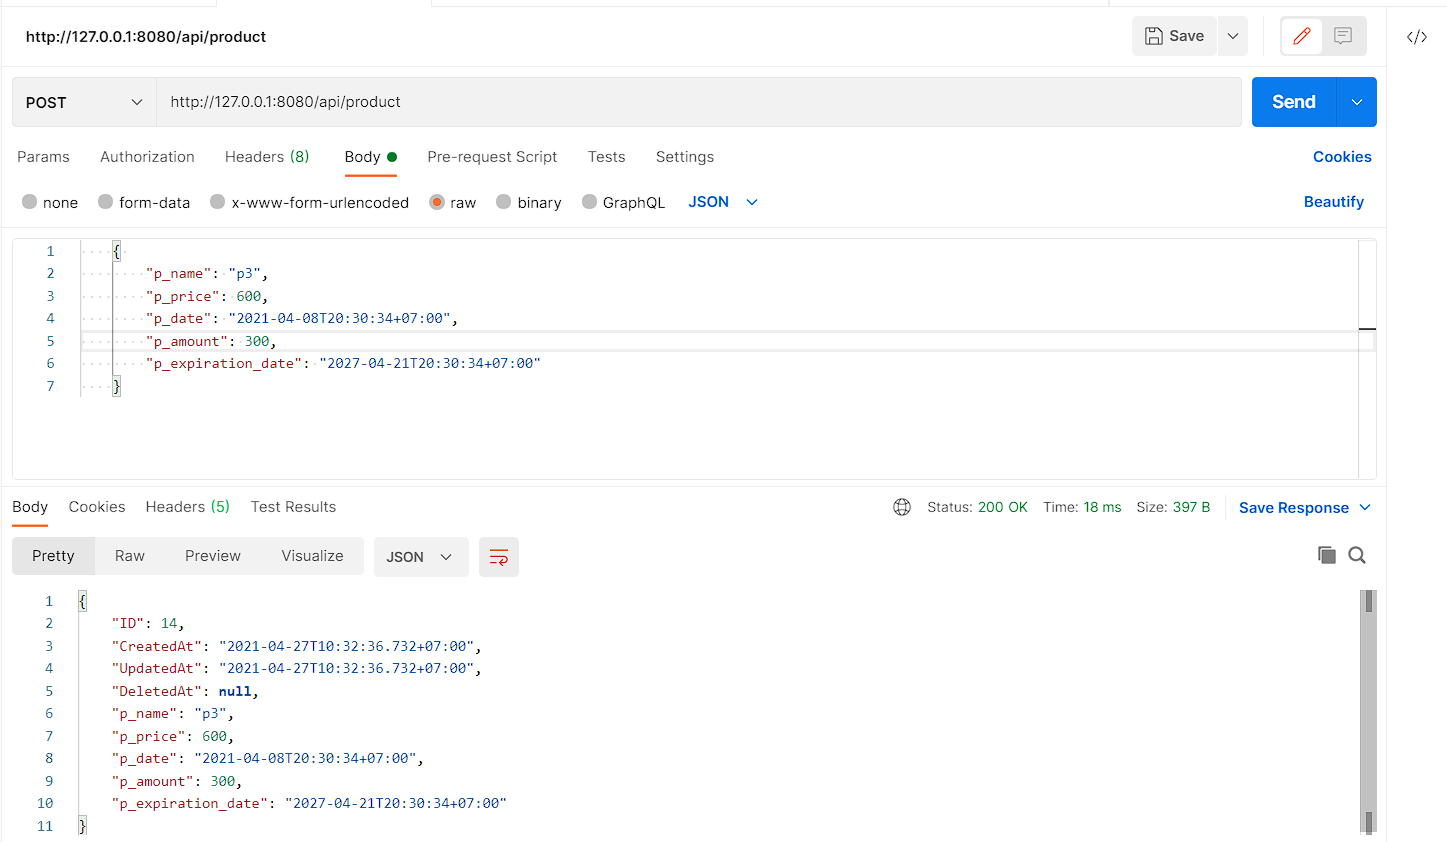 http://127.0.0.1:8080/api/product
Save
POST
http://127.0.0.1:8080/api/product
Send
Params Authorization Headers (8) Body Pre-request Script Tests Settings Cookies
none form-data x-www-form-urlencoded raw binary GraphQL JSON Beautify
1 {
2 "p_name": "p3",
3 "p_price": 600,
4 "p_date": "2021-04-08T20:30:34+07:00",
5 "p_amount": 300,
6 "p_expiration_date": "2027-04-21T20:30:34+07:00"
7 }
Body Cookies Headers (5) Test Results Status: 200 OK Time: 18 ms Size: 397 B Save Response
Pretty Raw Preview Visualize JSON
1 {
2 "ID": 14,
3 "CreatedAt": "2021-04-27T10:32:36.732+07:00",
4 "UpdatedAt": "2021-04-27T10:32:36.732+07:00",
5 "DeletedAt": null,
6 "p_name": "p3",
7 "p_price": 600,
8 "p_date": "2021-04-08T20:30:34+07:00",
9 "p_amount": 300,
10 "p_expiration_date": "2027-04-21T20:30:34+07:00"
11 }